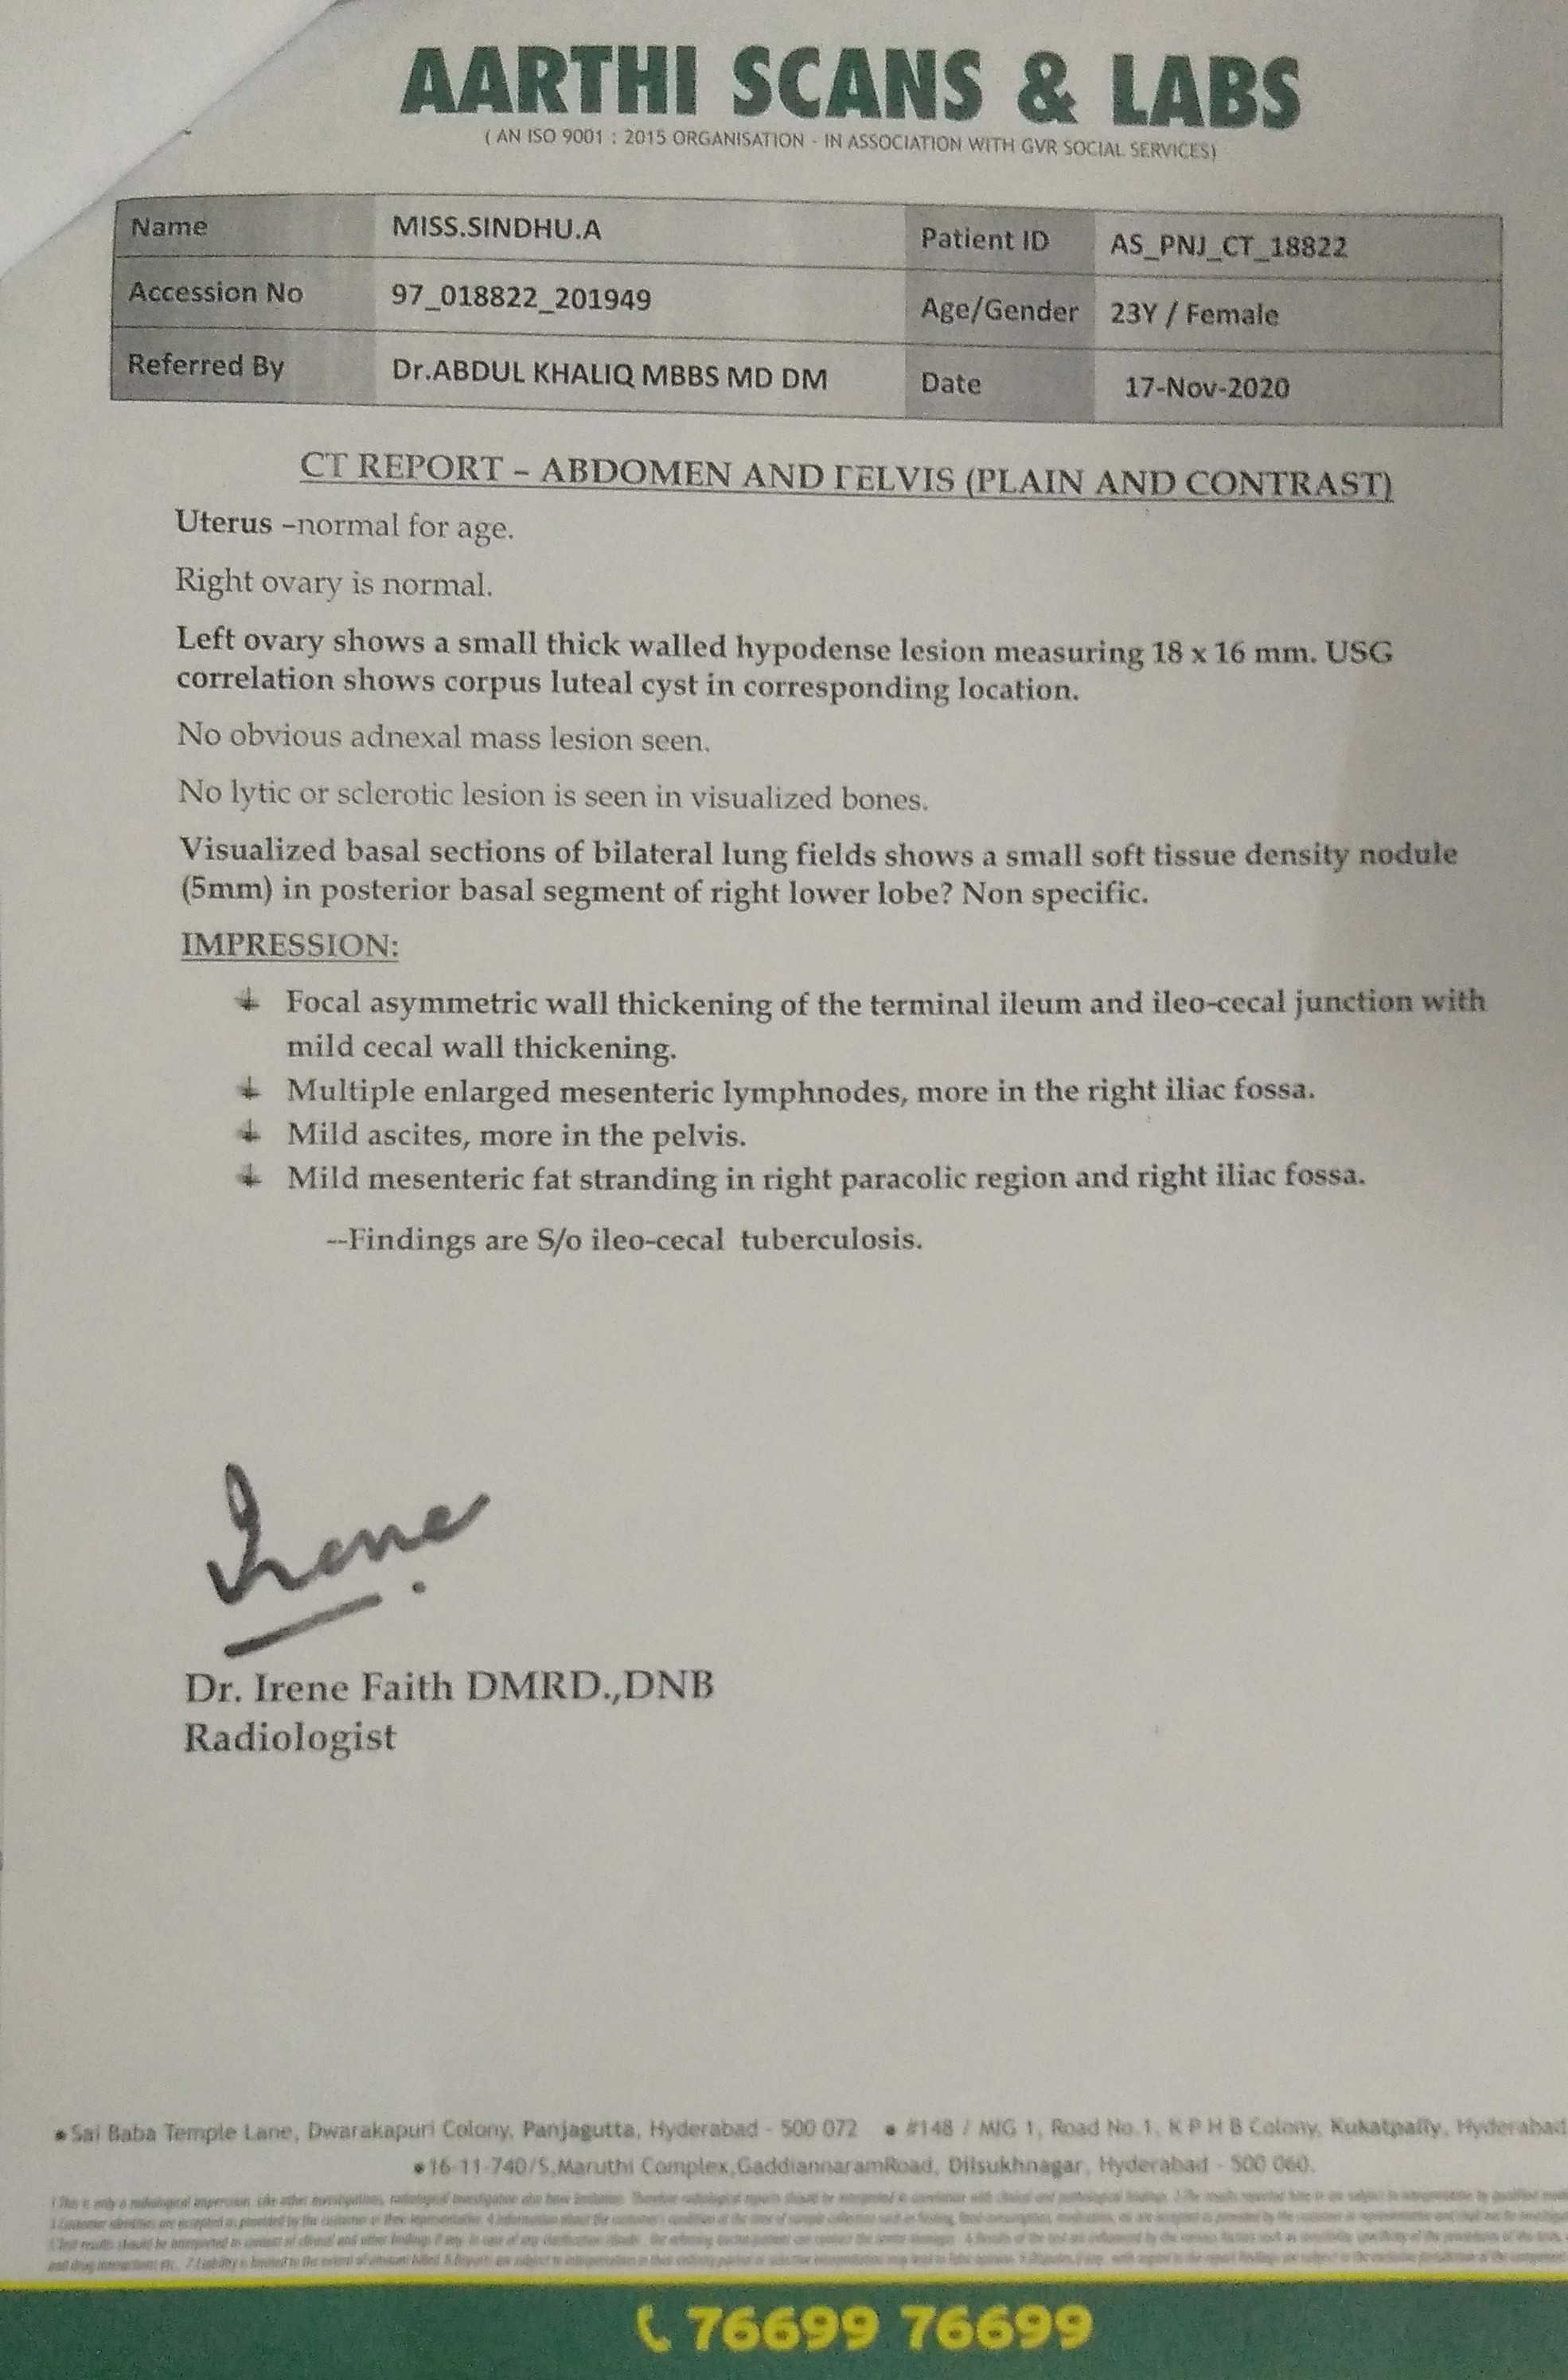 AARTHI SCANS & LABS
( AN ISO 9001 : 2015 ORGANISATION - IN ASSOCIATION WITH GVR SOCIAL SERVICES)
Name MISS.SINDHU.A Patient ID AS_PNJ_CT_18822
Accession No 97_018822_201949 Age/Gender 23Y / Female
Referred By Dr.ABDUL KHALIQ MBBS MD DM Date 17-Nov-2020
CT REPORT – ABDOMEN AND PELVIS (PLAIN AND CONTRAST)
Uterus –normal for age.
Right ovary is normal.
Left ovary shows a small thick walled hypodense lesion measuring 18 x 16 mm. USG
correlation shows corpus luteal cyst in corresponding location.
No obvious adnexal mass lesion seen.
No lytic or sclerotic lesion is seen in visualized bones.
Visualized basal sections of bilateral lung fields shows a small soft tissue density nodule
(5mm) in posterior basal segment of right lower lobe? Non specific.
IMPRESSION:
Focal asymmetric wall thickening of the terminal ileum and ileo-cecal junction with
mild cecal wall thickening.
Multiple enlarged mesenteric lymphnodes, more in the right iliac fossa.
Mild ascites, more in the pelvis.
Mild mesenteric fat stranding in right paracolic region and right iliac fossa.
--Findings are S/o ileo-cecal tuberculosis.
Irene
Dr. Irene Faith DMRD.,DNB
Radiologist
• Sai Baba Temple Lane, Dwarakapuri Colony, Panjagutta, Hyderabad - 500 072 • #148 / MIG 1, Road No.1, K P H B Colony, Kukatpally, Hyderabad
•16-11-740/5,Maruthi Complex,GaddiannaramRoad, Dilsukhnagar, Hyderabad - 500 060.
76699 76699